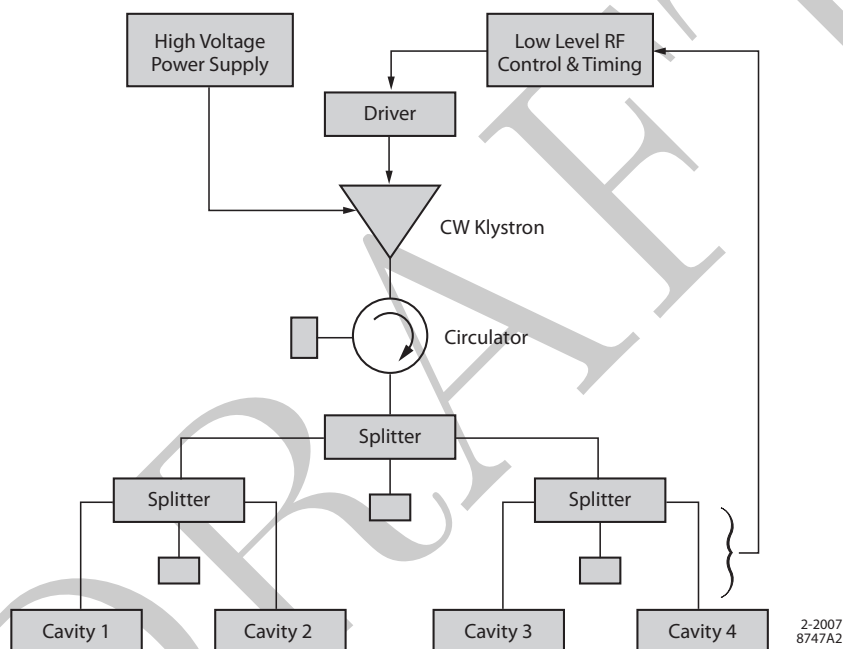 High Voltage
Power Supply
Low Level RF
Control & Timing
Driver
CW Klystron
Circulator
Splitter
Splitter
Splitter
Cavity 1
Cavity 2
Cavity 3
Cavity 4
2-2007
8747A2
DRAFT